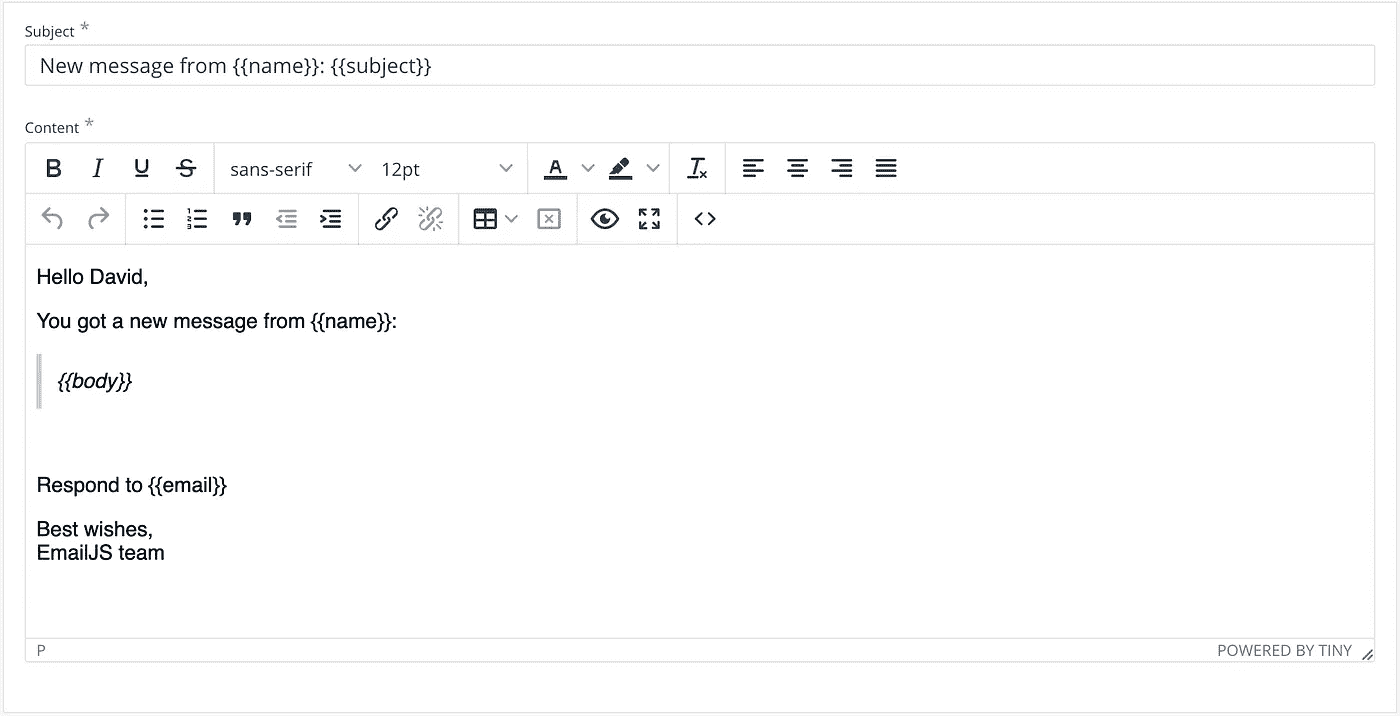 Subject *
New message from {{name}}: {{subject}}
Content *
B I U S sans-serif 12pt A
Hello David,
You got a new message from {{name}}:
{{body}}
Respond to {{email}}
Best wishes,
EmailJS team
P POWERED BY TINY